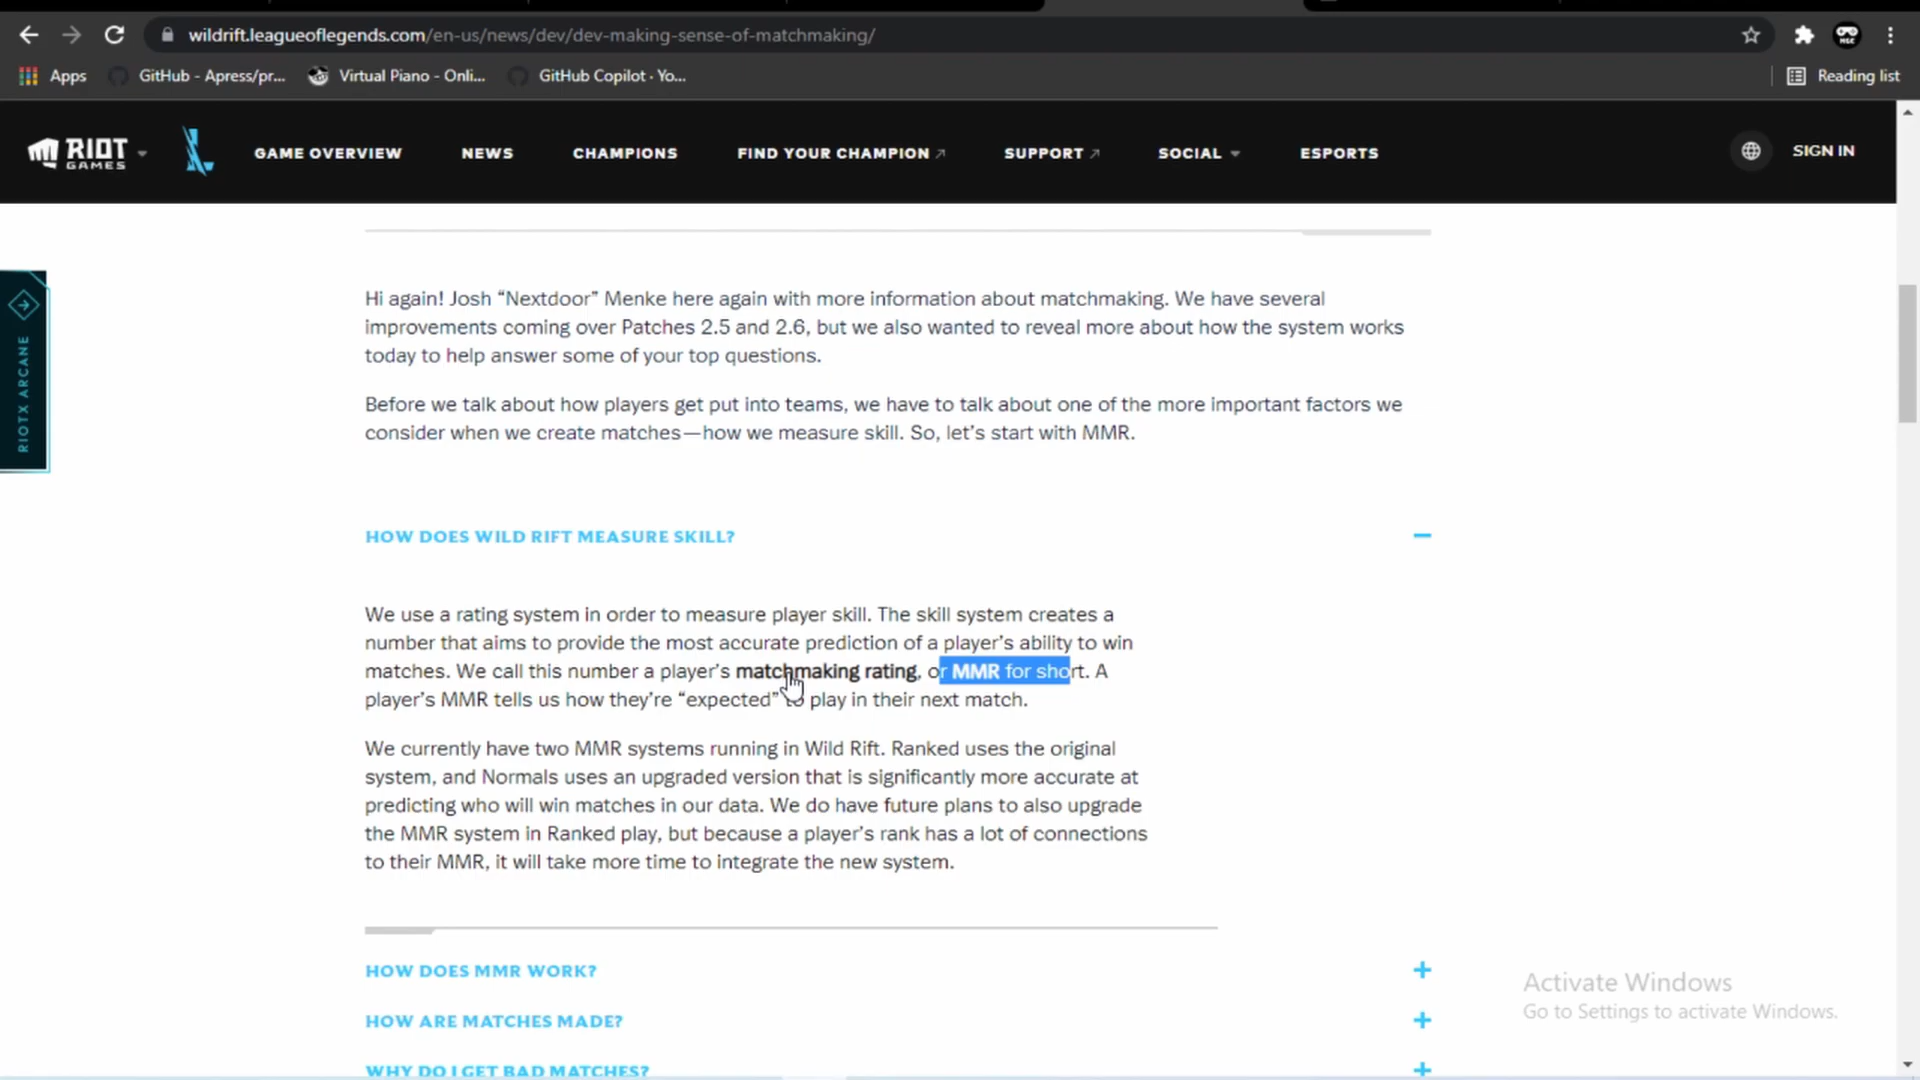 wildrift.leagueoflegends.com/en-us/news/dev/dev-making-sense-of-matchmaking/
Apps GitHub - Apress/pr... Virtual Piano - Onli... GitHub Copilot · Yo... Reading list
RIOT GAMES GAME OVERVIEW NEWS CHAMPIONS FIND YOUR CHAMPION SUPPORT SOCIAL ESPORTS SIGN IN
RIOTX ARCANE
Hi again! Josh “Nextdoor” Menke here again with more information about matchmaking. We have several
improvements coming over Patches 2.5 and 2.6, but we also wanted to reveal more about how the system works
today to help answer some of your top questions.
Before we talk about how players get put into teams, we have to talk about one of the more important factors we
consider when we create matches—how we measure skill. So, let’s start with MMR.
HOW DOES WILD RIFT MEASURE SKILL?
We use a rating system in order to measure player skill. The skill system creates a
number that aims to provide the most accurate prediction of a player’s ability to win
matches. We call this number a player’s matchmaking rating, or MMR for short. A
player’s MMR tells us how they’re “expected” to play in their next match.
We currently have two MMR systems running in Wild Rift. Ranked uses the original
system, and Normals uses an upgraded version that is significantly more accurate at
predicting who will win matches in our data. We do have future plans to also upgrade
the MMR system in Ranked play, but because a player’s rank has a lot of connections
to their MMR, it will take more time to integrate the new system.
HOW DOES MMR WORK?
HOW ARE MATCHES MADE?
WHY DO I GET BAD MATCHES?
Activate Windows
Go to Settings to activate Windows.